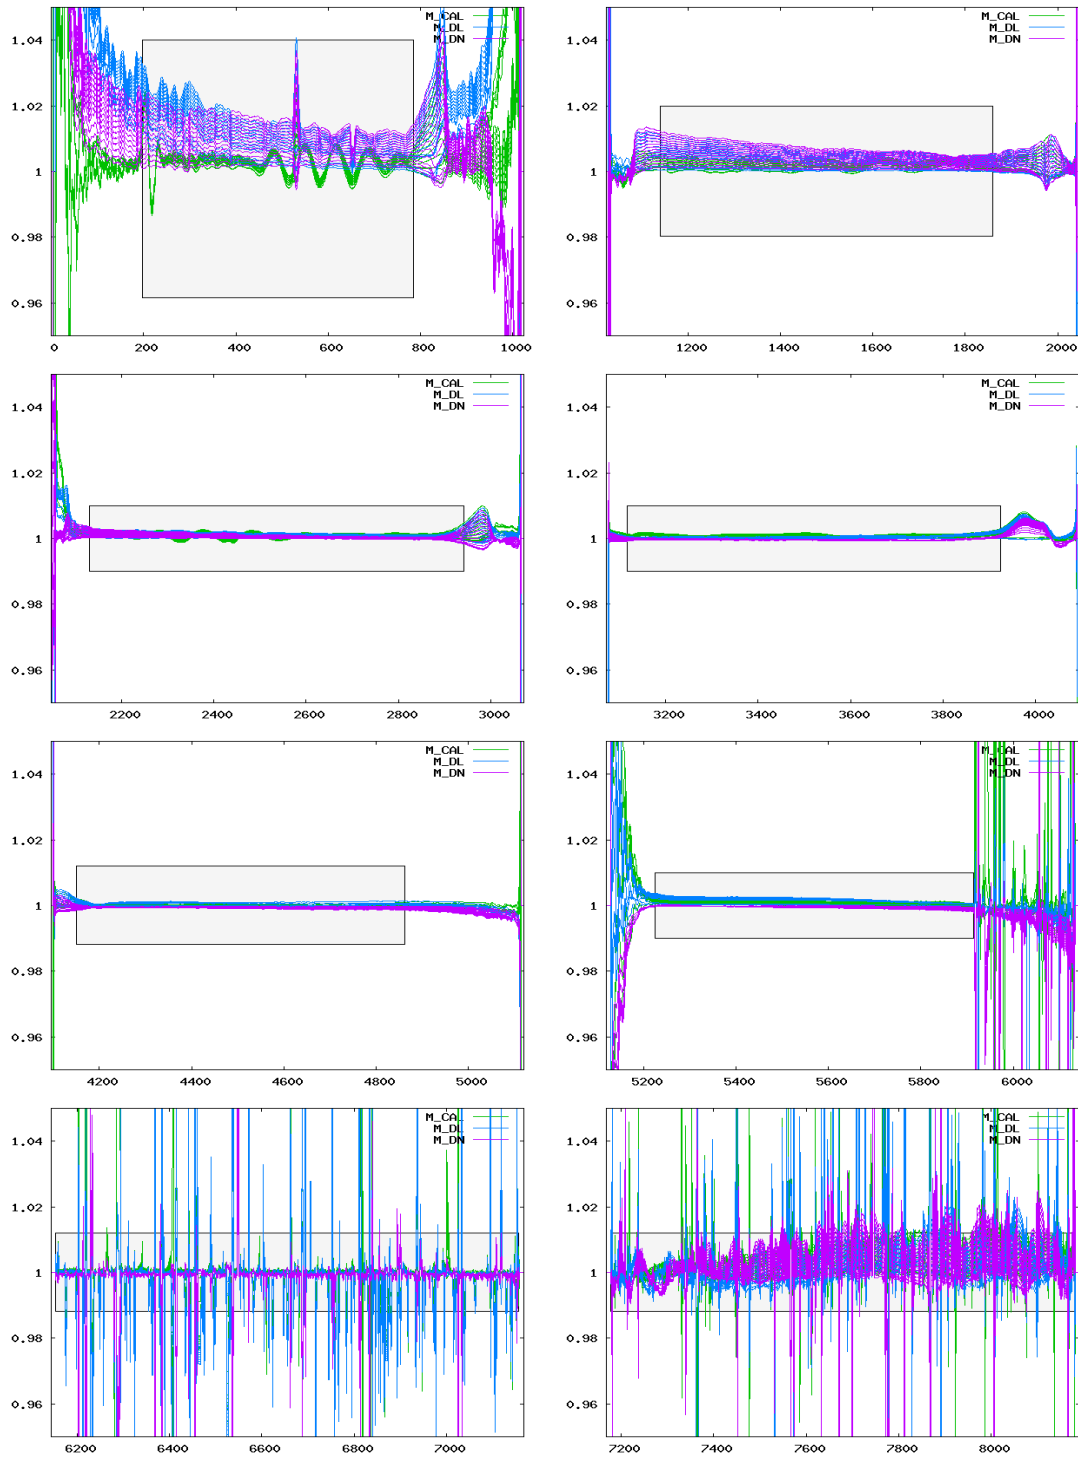 1.04 M_CAL
M_DL
M_DN
1.02
1
0.98
0.96
0 200 400 600 800 1000
1.04 M_CAL
M_DL
M_DN
1.02
1
0.98
0.96
1200 1400 1600 1800 2000
1.04 M_CAL
M_DL
M_DN
1.02
1
0.98
0.96
2200 2400 2600 2800 3000
1.04 M_CAL
M_DL
M_DN
1.02
1
0.98
0.96
3200 3400 3600 3800 4000
1.04 M_CAL
M_DL
M_DN
1.02
1
0.98
0.96
4200 4400 4600 4800 5000
1.04 M_CAL
M_DL
M_DN
1.02
1
0.98
0.96
5200 5400 5600 5800 6000
1.04 M_CAL
M_DL
M_DN
1.02
1
0.98
0.96
6200 6400 6600 6800 7000
1.04 M_CAL
M_DL
M_DN
1.02
1
0.98
0.96
7200 7400 7600 7800 8000